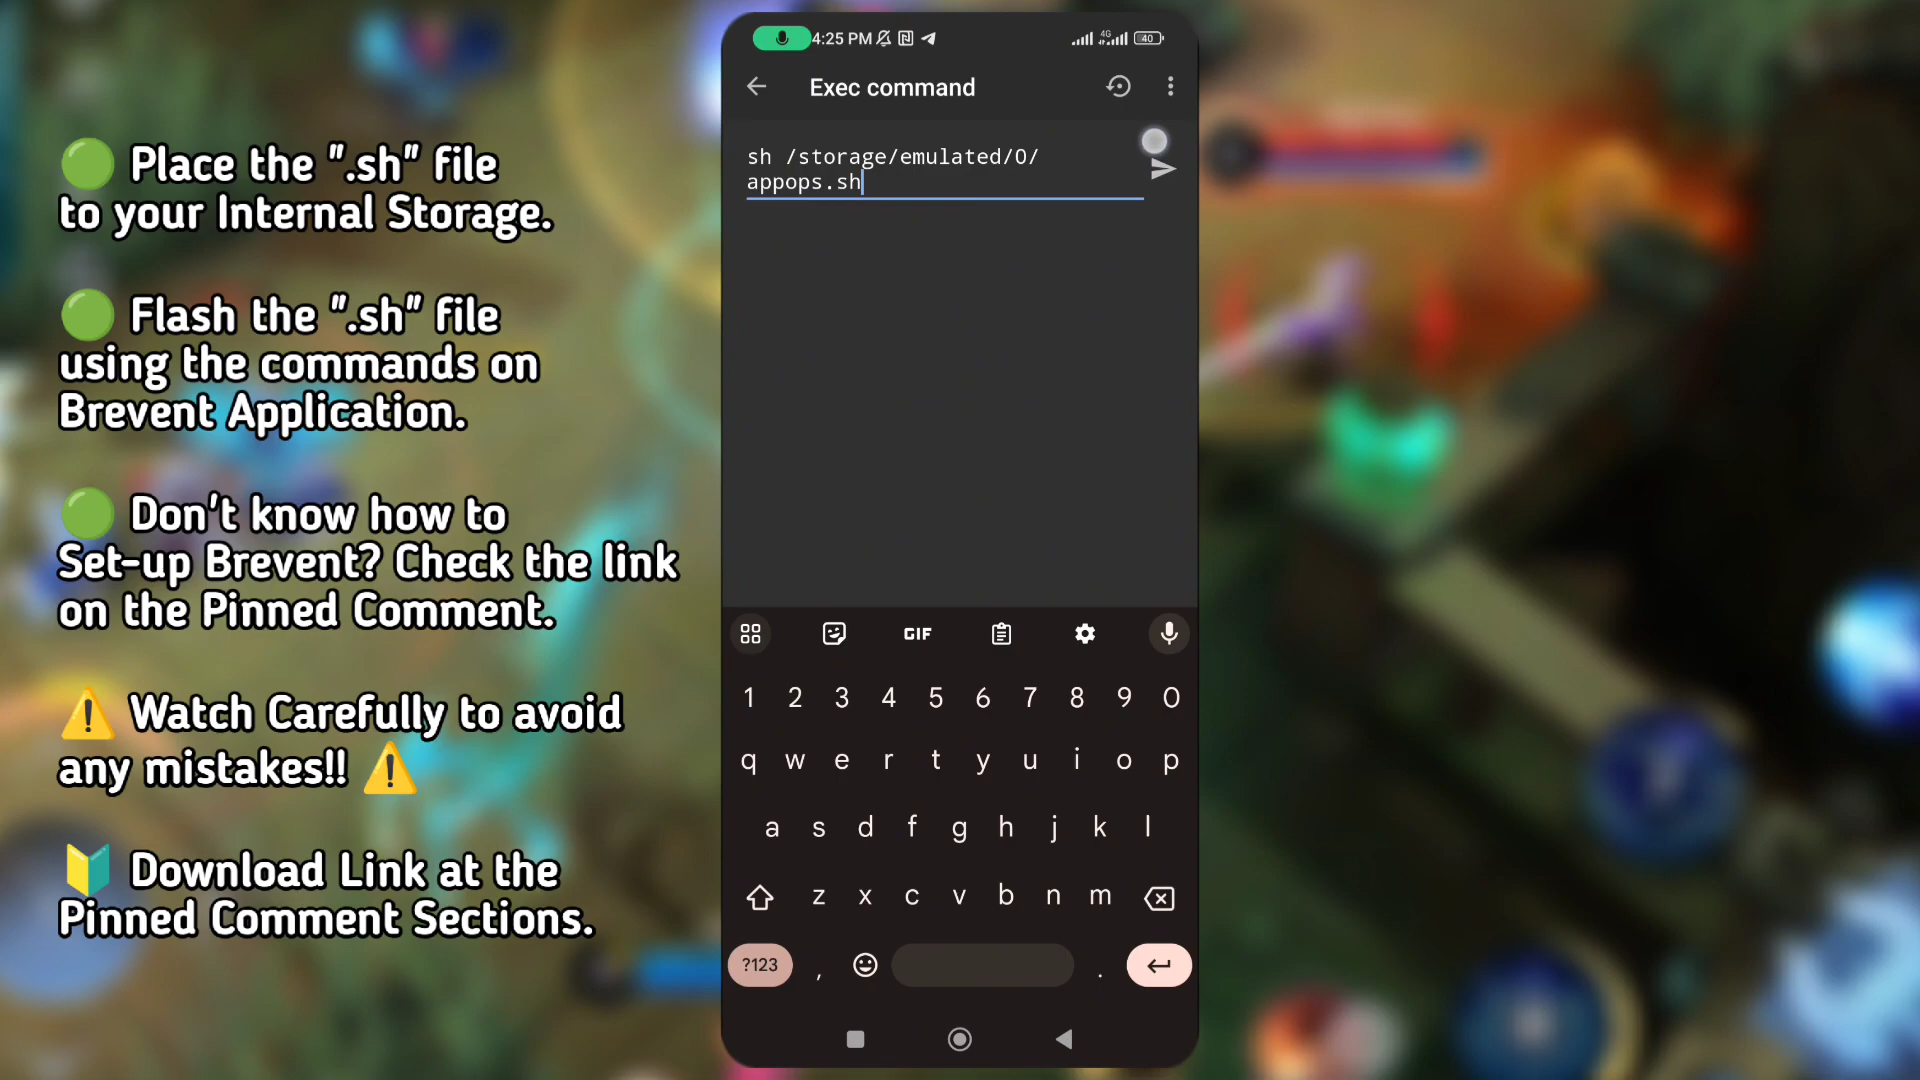 🟢 Place the ".sh" file
to your Internal Storage.
🟢 Flash the ".sh" file
using the commands on
Brevent Application.
🟢 Don't know how to
Set-up Brevent? Check the link
on the Pinned Comment.
⚠️ Watch Carefully to avoid
any mistakes!! ⚠️
🔰 Download Link at the
Pinned Comment Sections.
4:25 PM
4G
40
Exec command
sh /storage/emulated/0/
appops.sh
GIF
1 2 3 4 5 6 7 8 9 0
q w e r t y u i o p
a s d f g h j k l
z x c v b n m
?123 , .